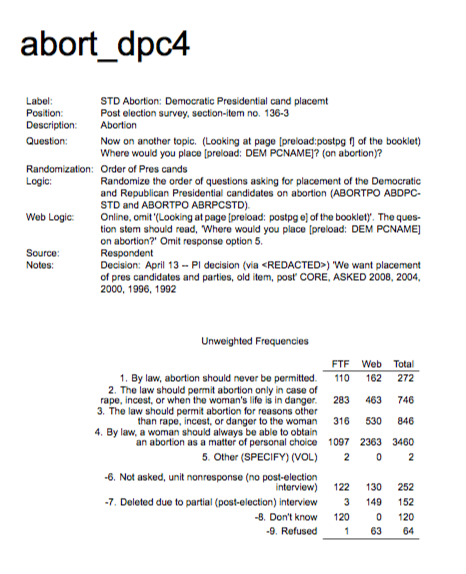 abort_dpc4
Label: STD Abortion: Democratic Presidential cand placemt
Position: Post election survey, section-item no. 136-3
Description: Abortion
Question: Now on another topic. (Looking at page [preload:postpg f] of the booklet)
Where would you place [preload: DEM PCNAME]? (on abortion)?
Randomization: Order of Pres cands
Logic: Randomize the order of questions asking for placement of the Democratic
and Republican Presidential candidates on abortion (ABORTPO ABDPC-
STD and ABORTPO ABRPCSTD).
Web Logic: Online, omit '(Looking at page [preload: postpg e] of the booklet)'. The ques-
tion stem should read, 'Where would you place [preload: DEM PCNAME]
on abortion?' Omit response option 5.
Source: Respondent
Notes: Decision: April 13 -- PI decision (via <REDACTED>) 'We want placement
of pres candidates and parties, old item, post' CORE, ASKED 2008, 2004,
2000, 1996, 1992
Unweighted Frequencies
FTF Web Total
1. By law, abortion should never be permitted. 110 162 272
2. The law should permit abortion only in case of
rape, incest, or when the woman's life is in danger. 283 463 746
3. The law should permit abortion for reasons other
than rape, incest, or danger to the woman 316 530 846
4. By law, a woman should always be able to obtain
an abortion as a matter of personal choice 1097 2363 3460
5. Other (SPECIFY) (VOL) 2 0 2
-6. Not asked, unit nonresponse (no post-election
interview) 122 130 252
-7. Deleted due to partial (post-election) interview 3 149 152
-8. Don't know 120 0 120
-9. Refused 1 63 64